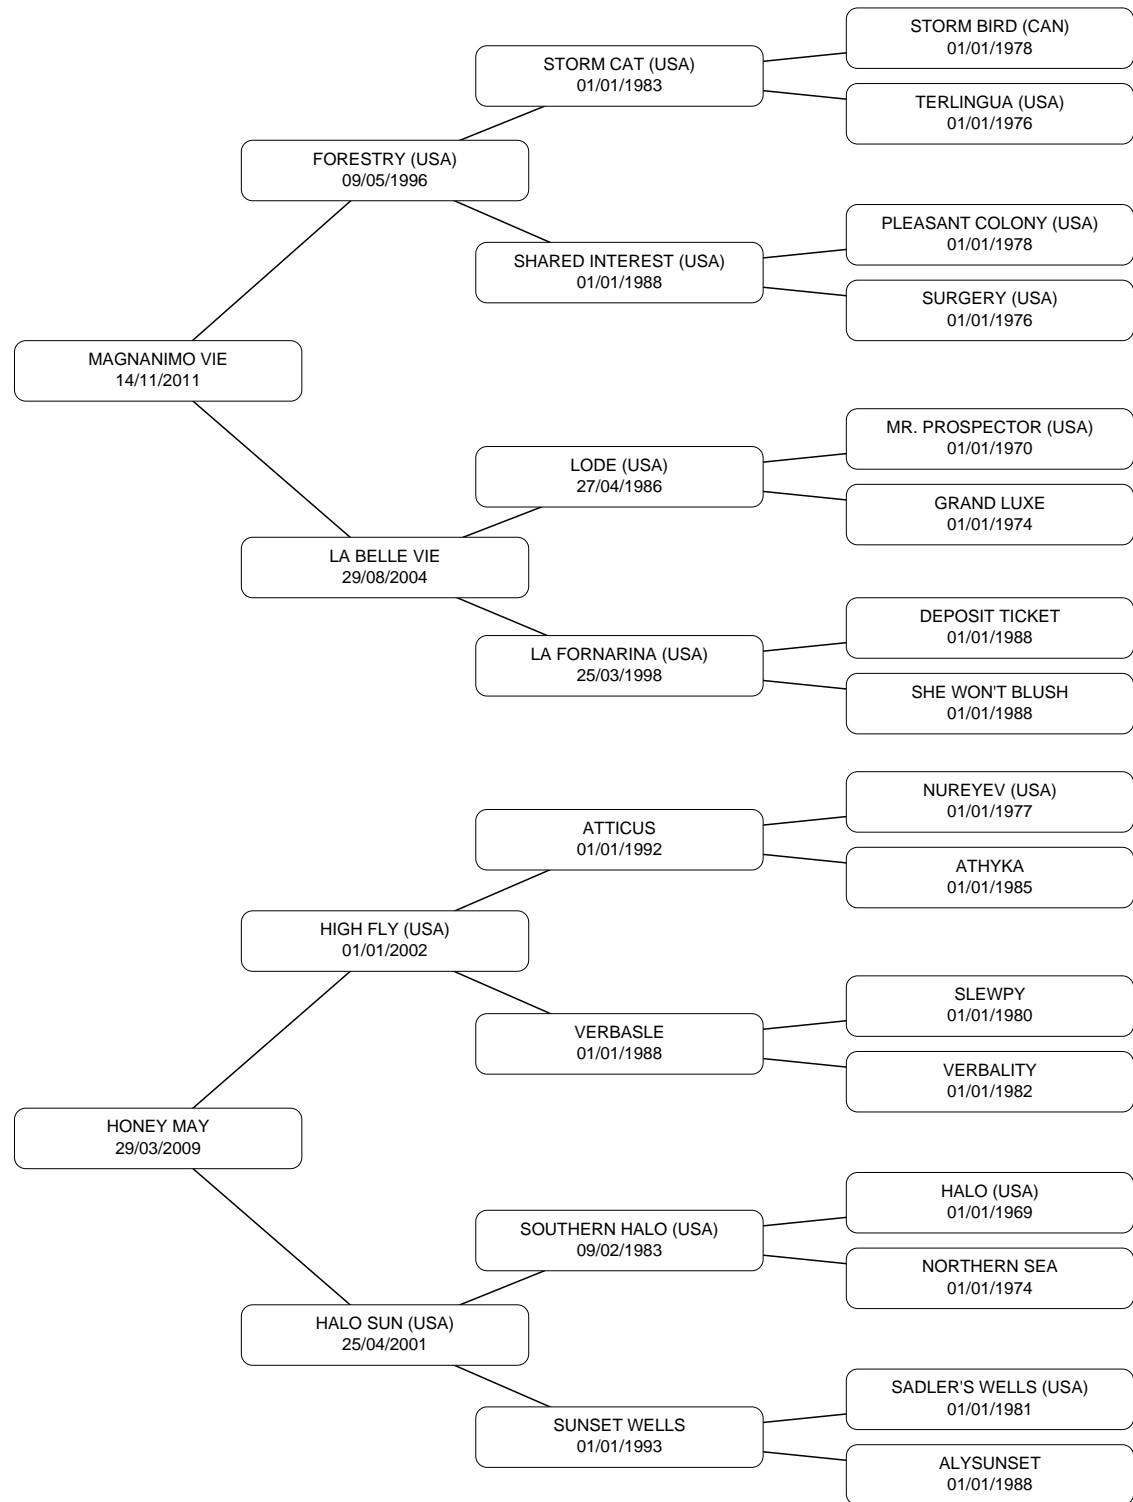 STORM BIRD (CAN)
01/01/1978
STORM CAT (USA)
01/01/1983
TERLINGUA (USA)
01/01/1976
FORESTRY (USA)
09/05/1996
PLEASANT COLONY (USA)
01/01/1978
SHARED INTEREST (USA)
01/01/1988
SURGERY (USA)
01/01/1976
MAGNANIMO VIE
14/11/2011
MR. PROSPECTOR (USA)
01/01/1970
LODE (USA)
27/04/1986
GRAND LUXE
01/01/1974
LA BELLE VIE
29/08/2004
DEPOSIT TICKET
01/01/1988
LA FORNARINA (USA)
25/03/1998
SHE WON'T BLUSH
01/01/1988
NUREYEV (USA)
01/01/1977
ATTICUS
01/01/1992
ATHYKA
01/01/1985
HIGH FLY (USA)
01/01/2002
SLEWPY
01/01/1980
VERBASLE
01/01/1988
VERBALITY
01/01/1982
HONEY MAY
29/03/2009
HALO (USA)
01/01/1969
SOUTHERN HALO (USA)
09/02/1983
NORTHERN SEA
01/01/1974
HALO SUN (USA)
25/04/2001
SADLER'S WELLS (USA)
01/01/1981
SUNSET WELLS
01/01/1993
ALYSUNSET
01/01/1988